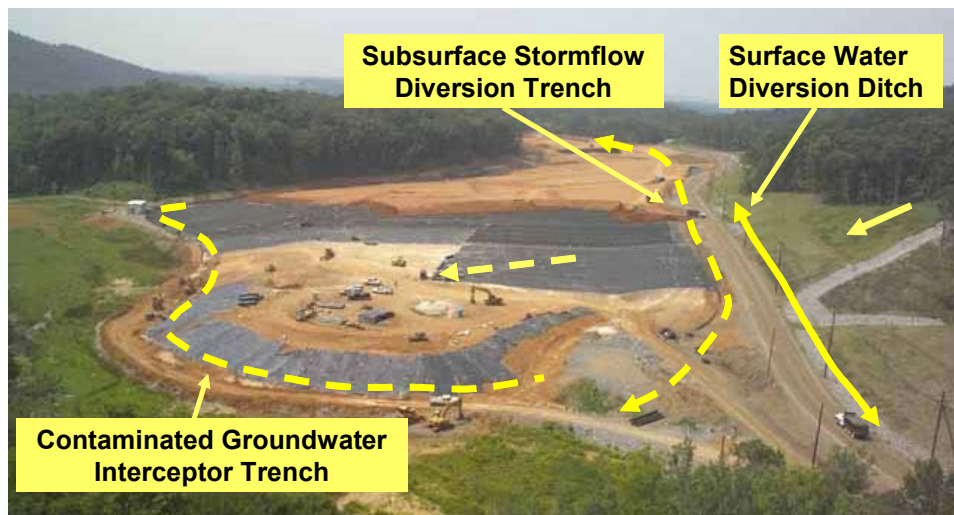 Subsurface Stormflow
Diversion Trench
Surface Water
Diversion Ditch
Contaminated Groundwater
Interceptor Trench